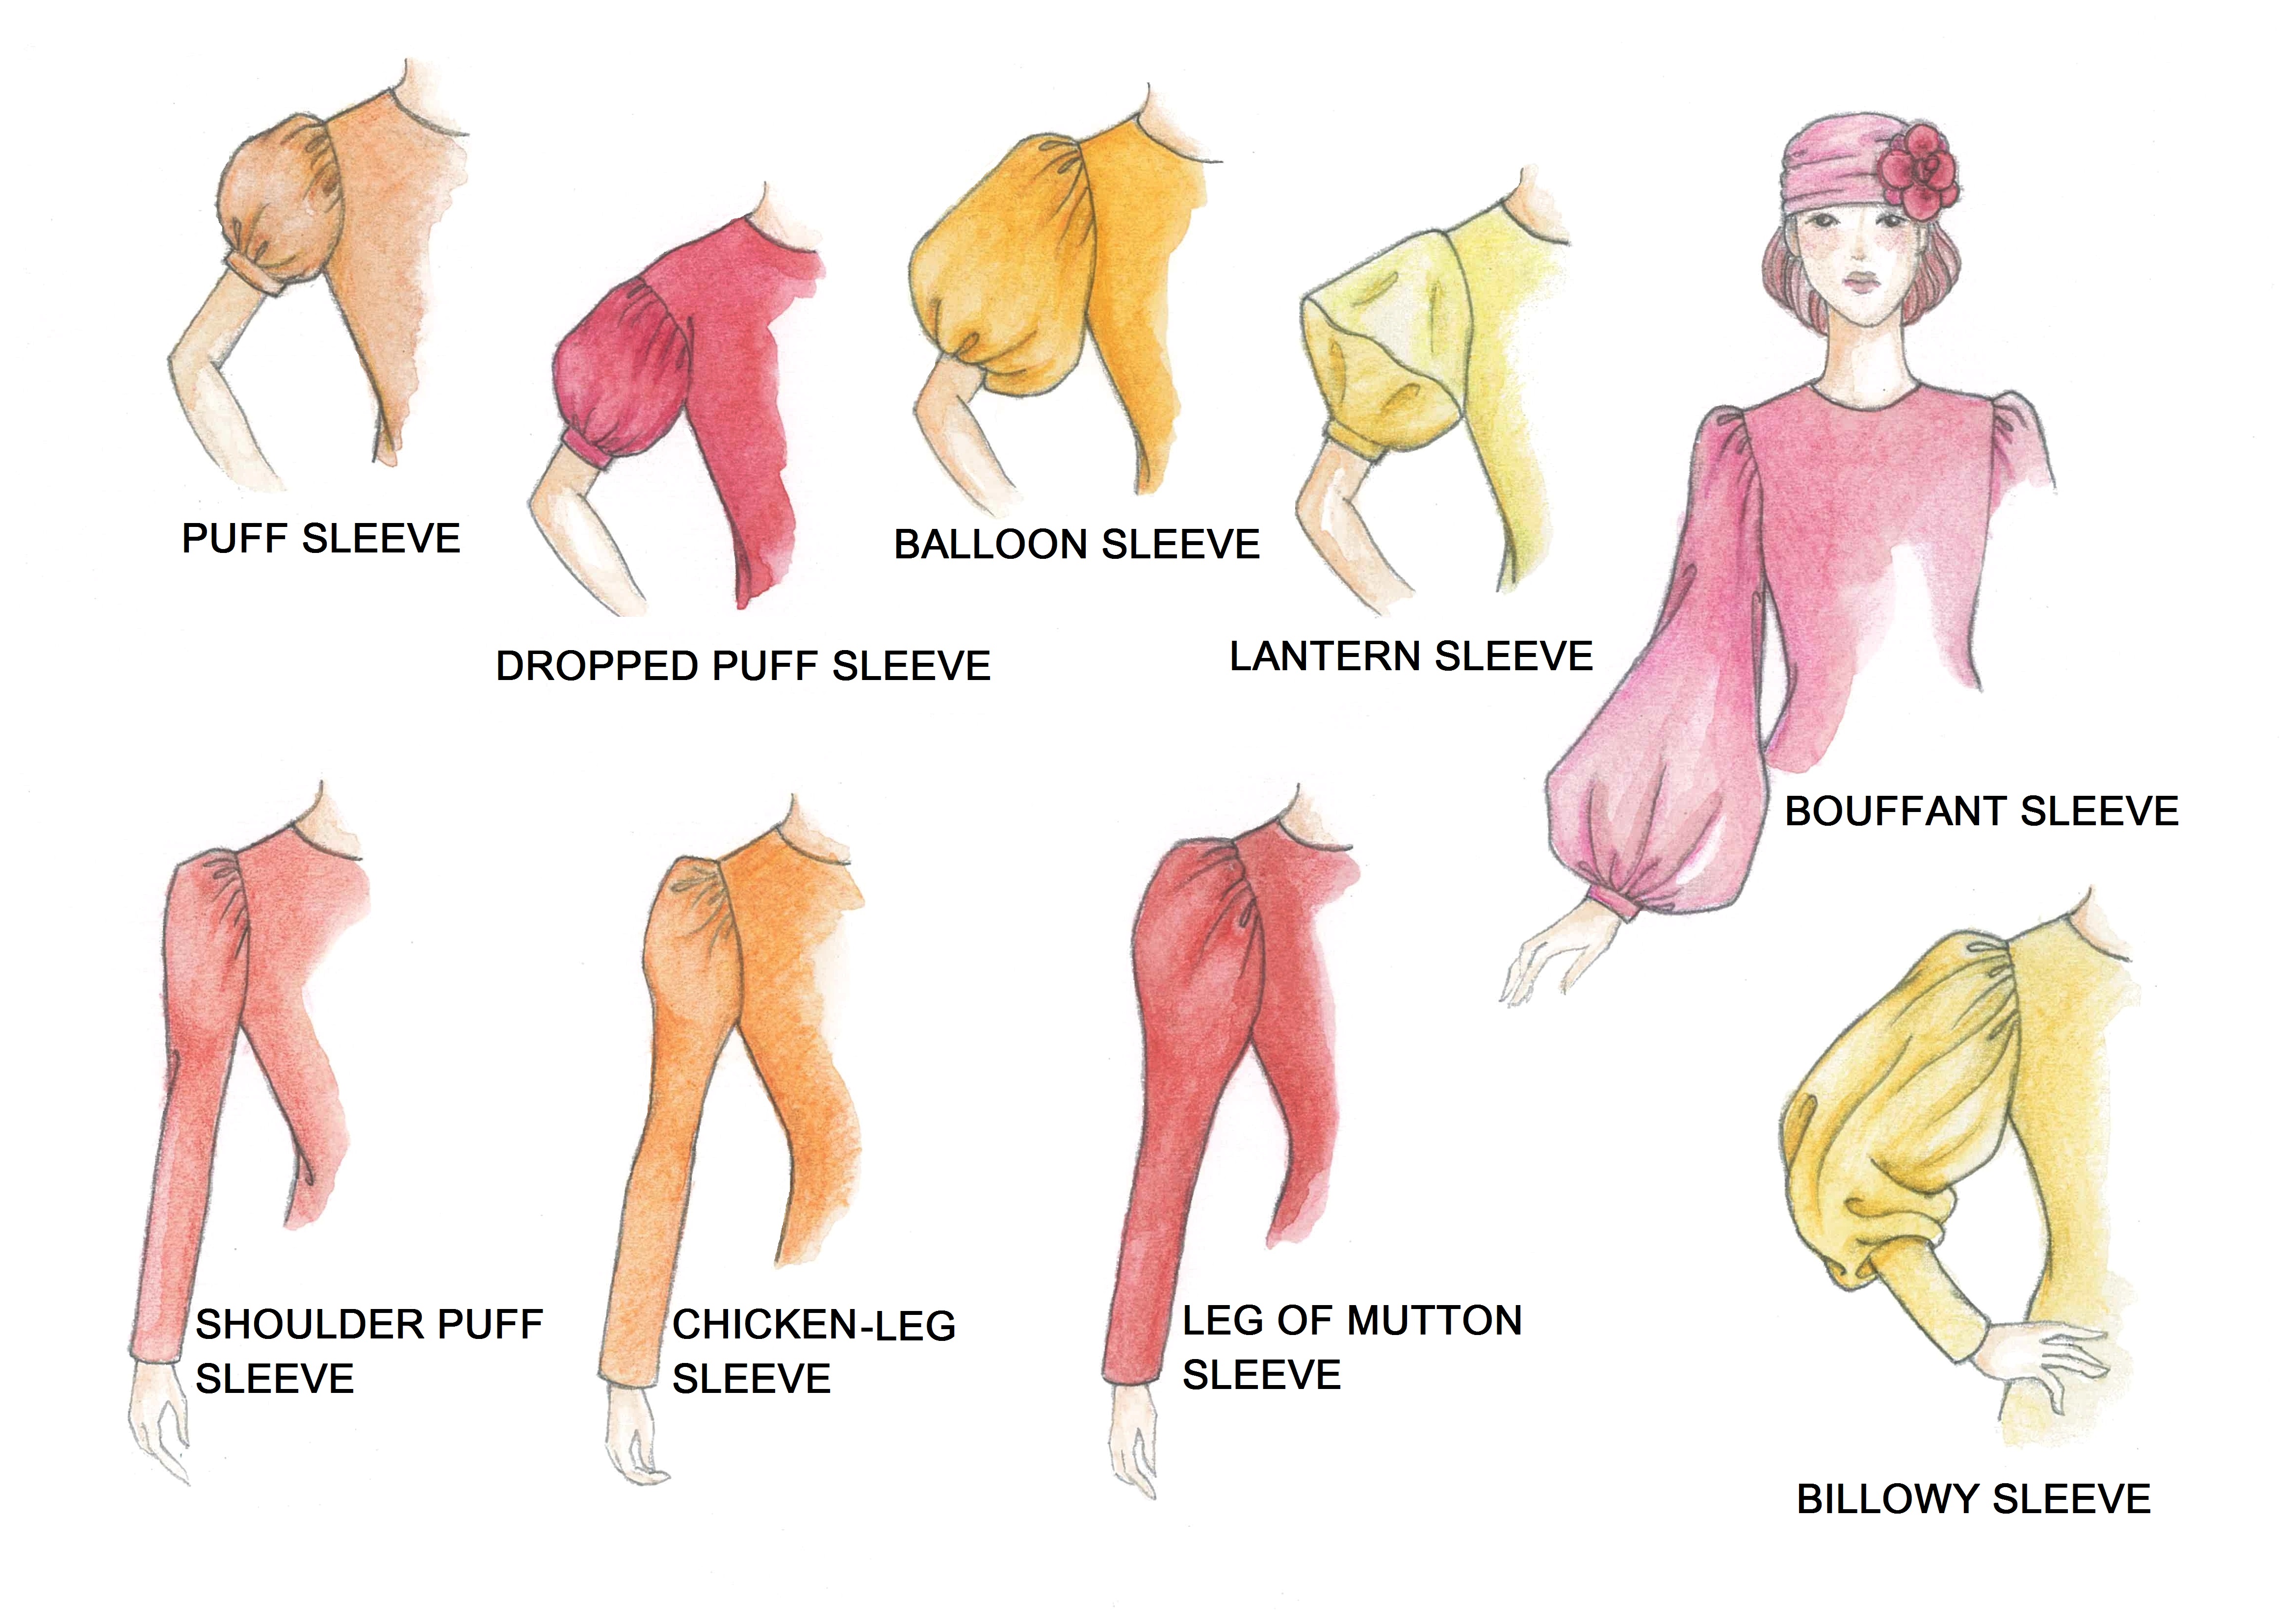 PUFF SLEEVE
BALLOON SLEEVE
DROPPED PUFF SLEEVE
LANTERN SLEEVE
BOUFFANT SLEEVE
SHOULDER PUFF
SLEEVE
CHICKEN-LEG
SLEEVE
LEG OF MUTTON
SLEEVE
BILLOWY SLEEVE